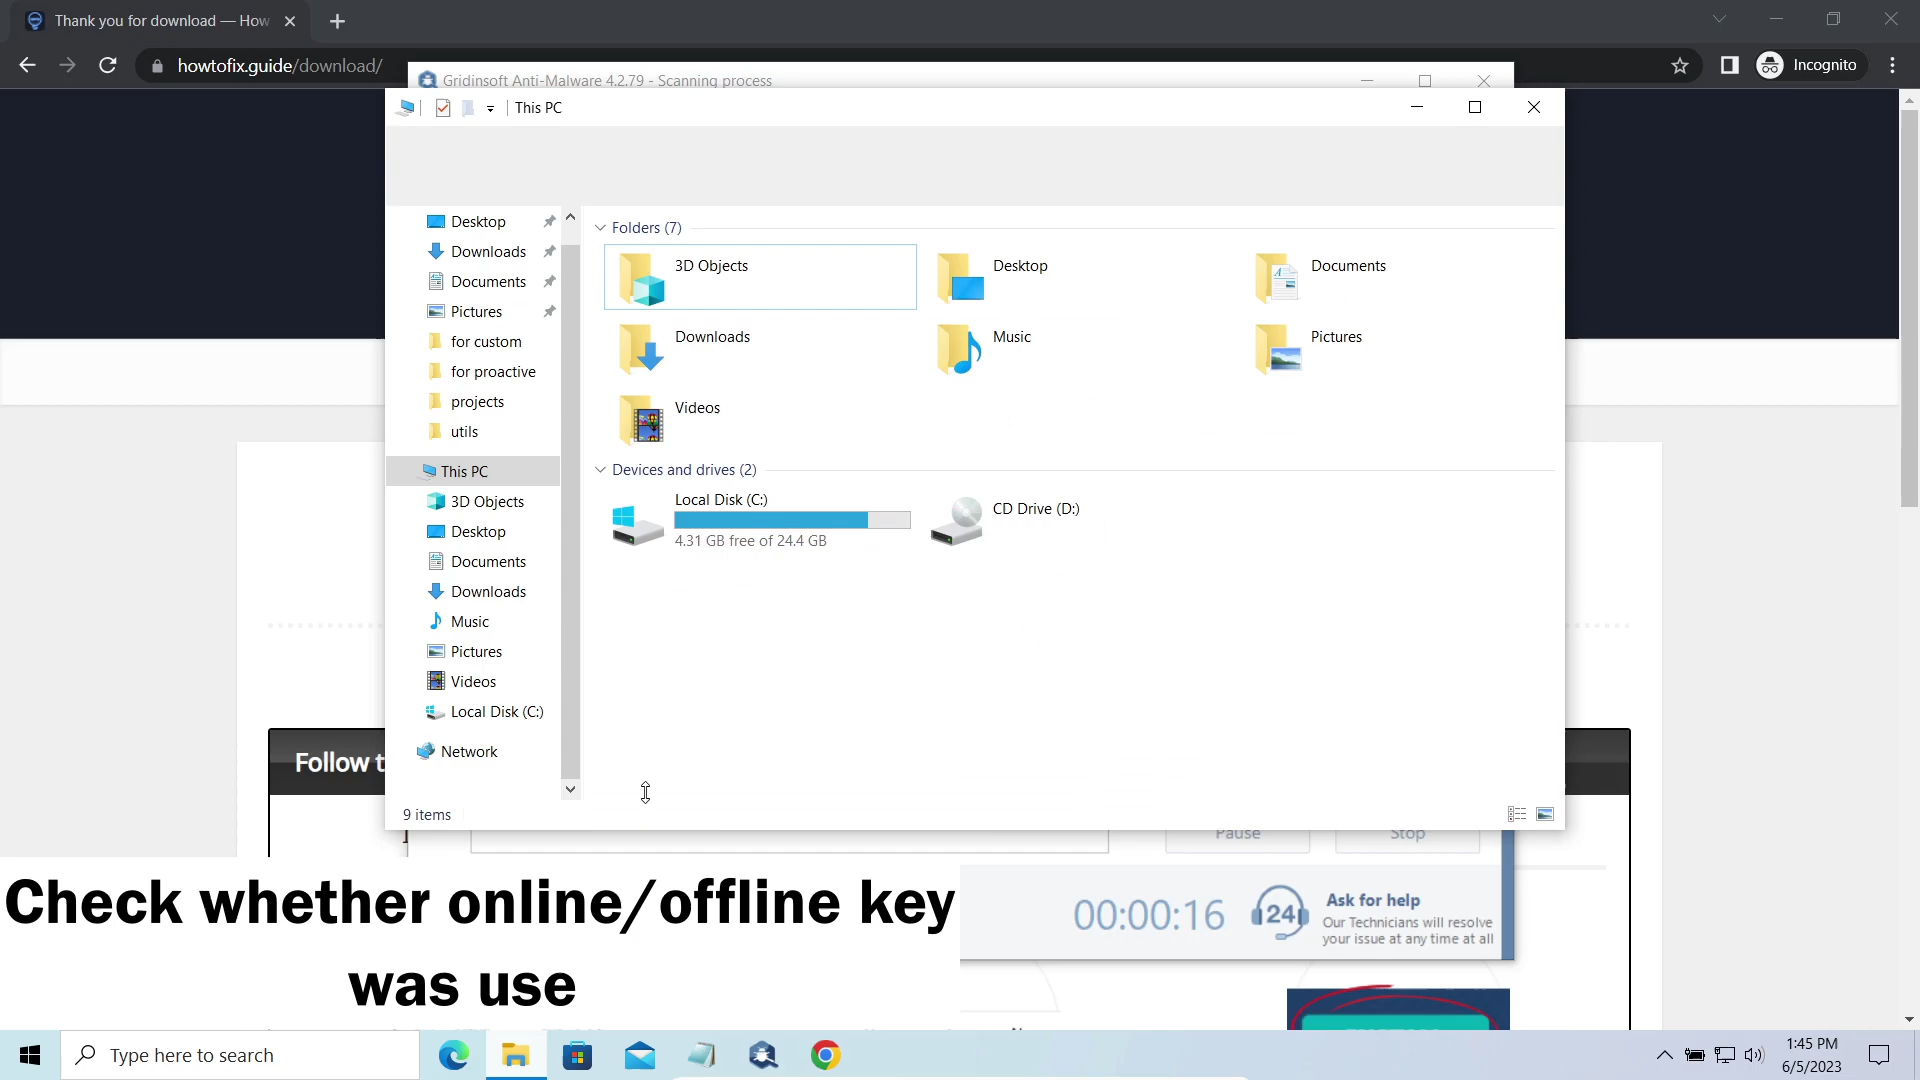 Thank you for download — How
howtofix.guide/download/
Incognito
Gridinsoft Anti-Malware 4.2.79 - Scanning process
This PC
Desktop
Downloads
Documents
Pictures
for custom
for proactive
projects
utils
This PC
3D Objects
Desktop
Documents
Downloads
Music
Pictures
Videos
Local Disk (C:)
Network
9 items
Folders (7)
3D Objects
Desktop
Documents
Downloads
Music
Pictures
Videos
Devices and drives (2)
Local Disk (C:)
4.31 GB free of 24.4 GB
CD Drive (D:)
Follow t
Pause
Stop
00:00:16
24
Ask for help
Our Technicians will resolve
your issue at any time at all
Check whether online/offline key
was use
Type here to search
1:45 PM
6/5/2023